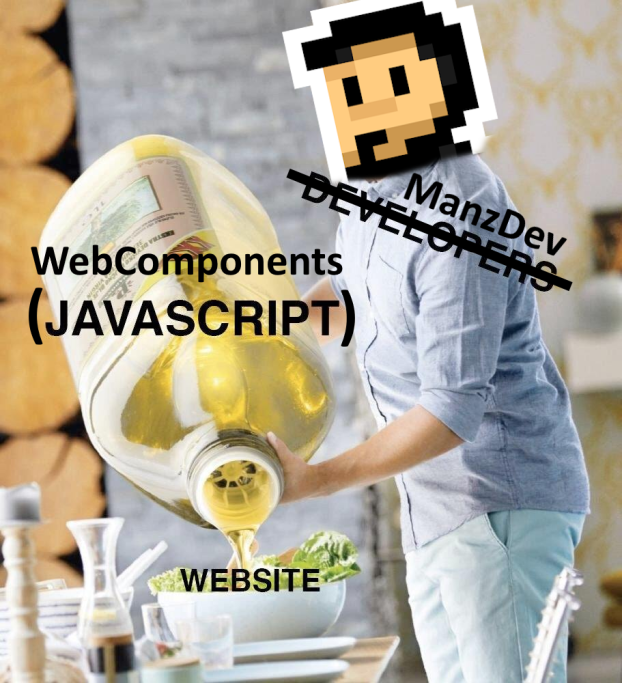 ManzDev
DEVELOPERS
WebComponents
(JAVASCRIPT)
WEBSITE